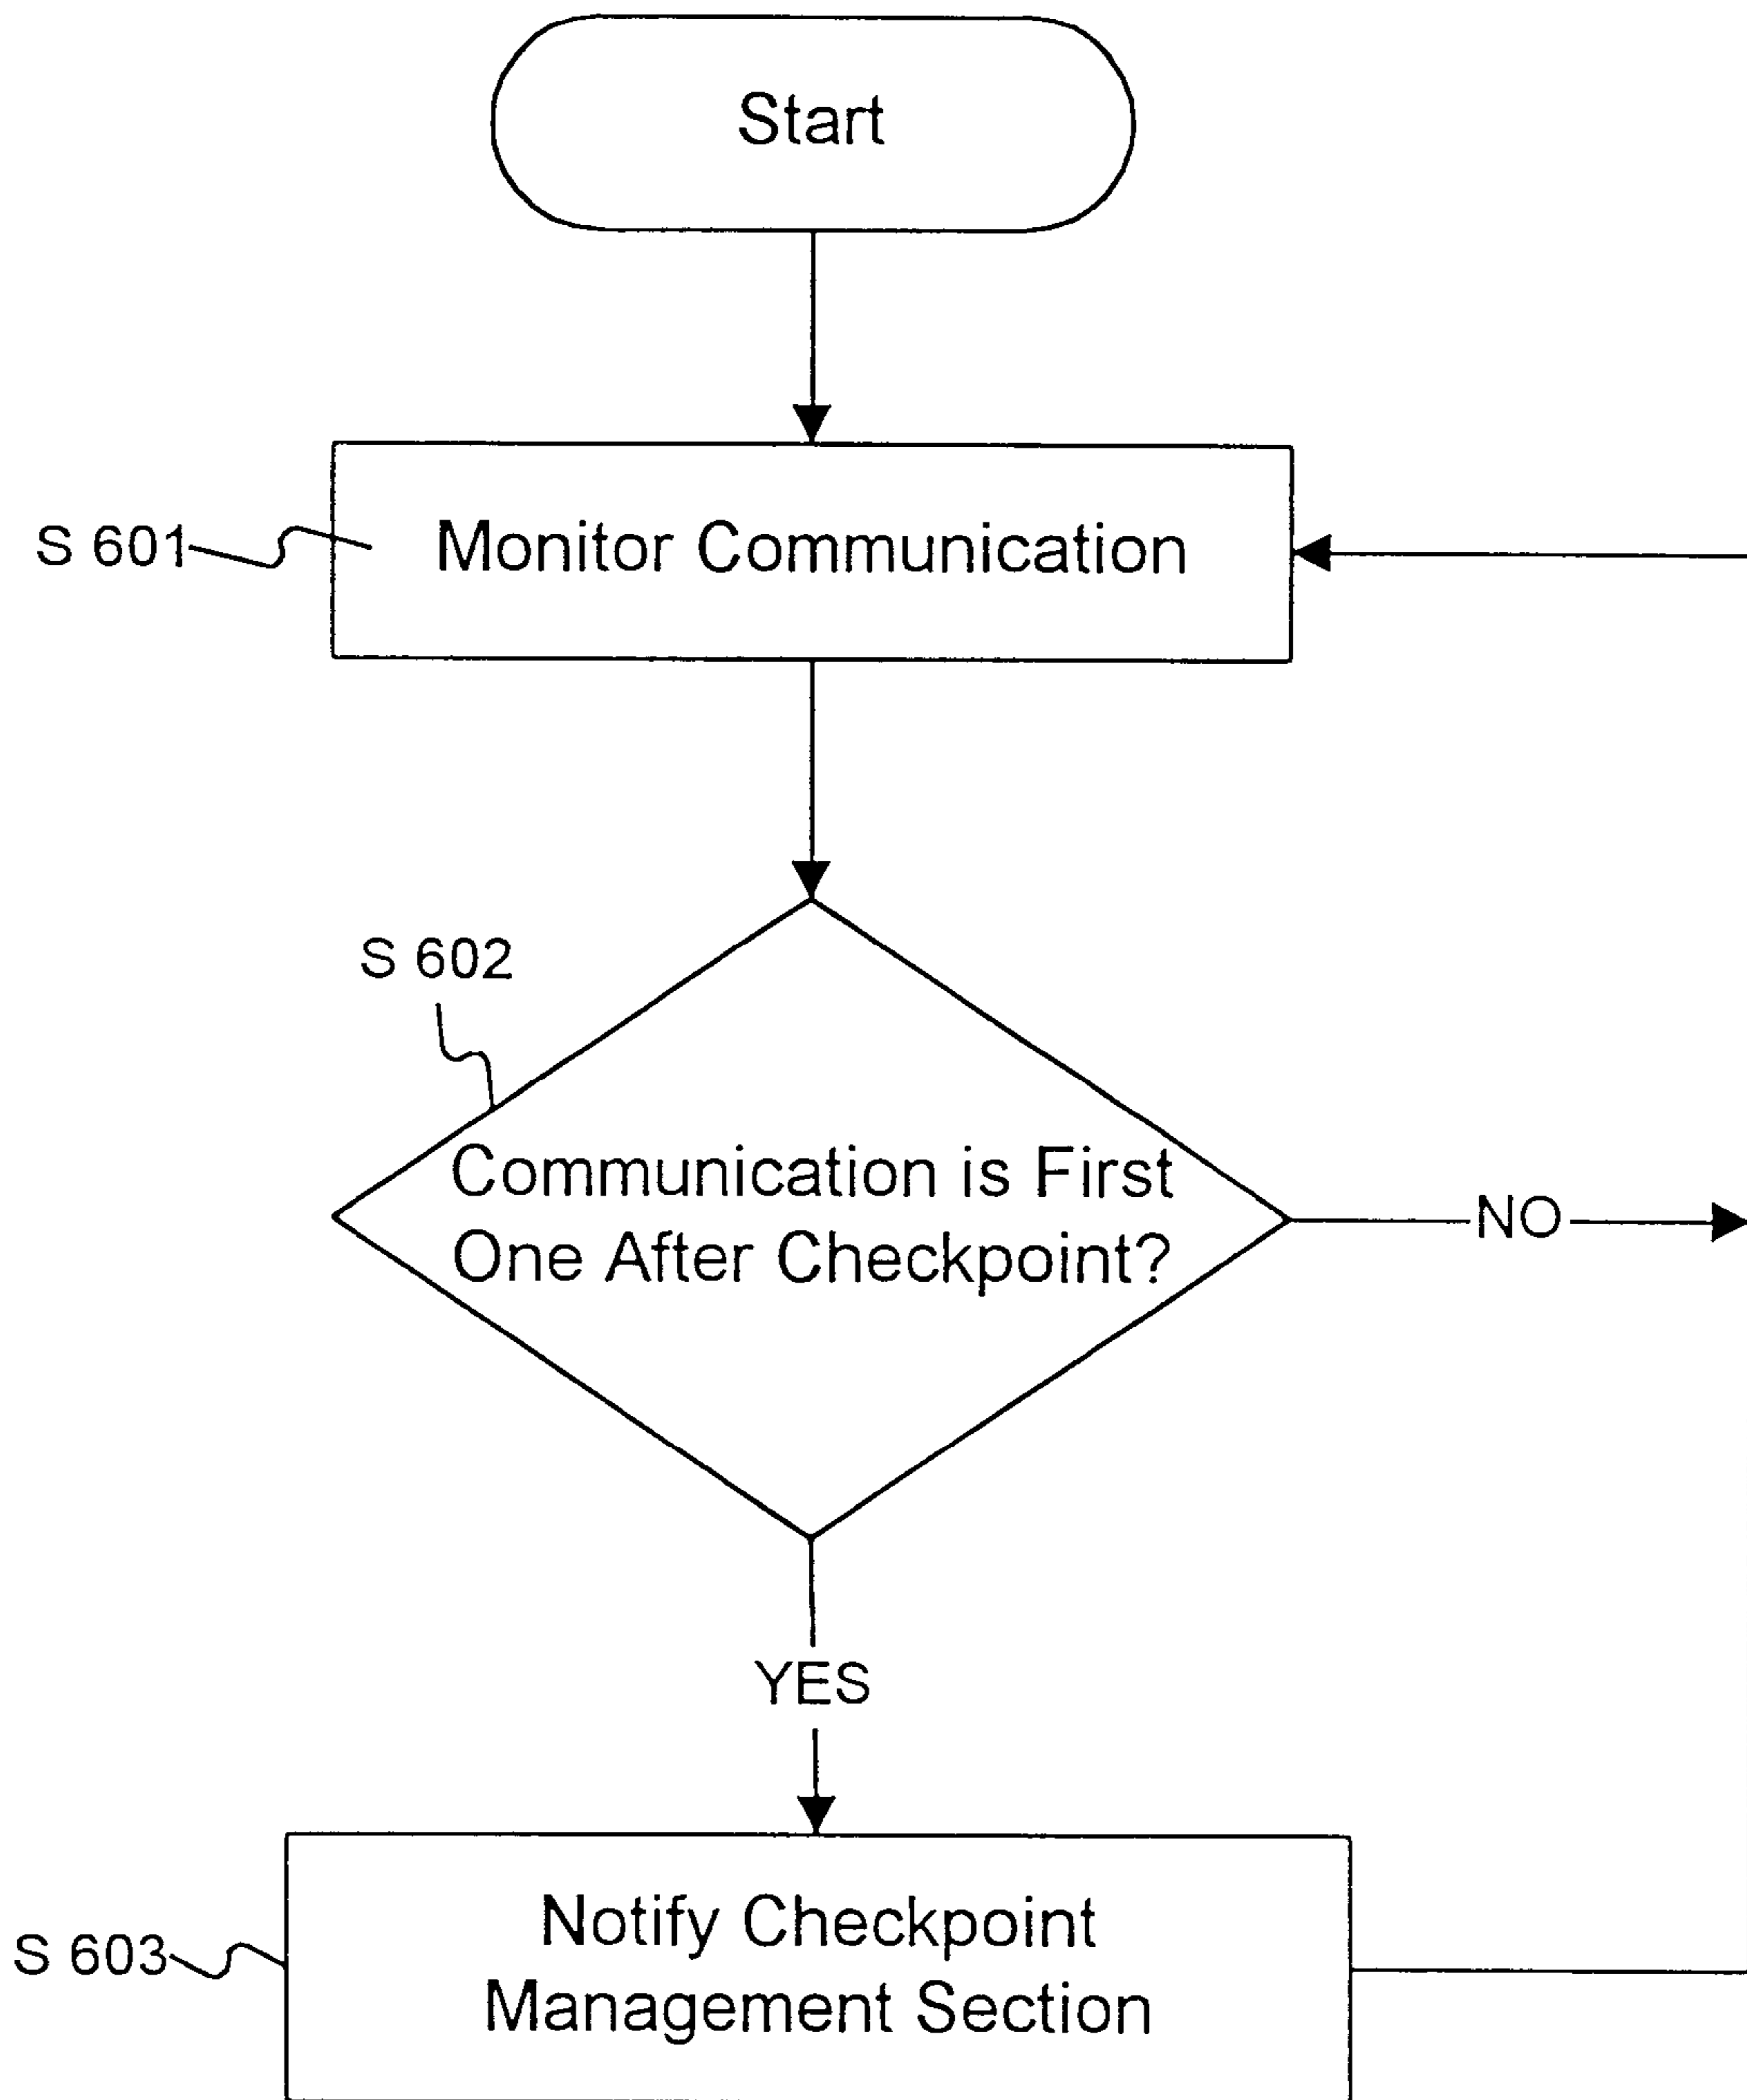 Start
S 601
Monitor Communication
S 602
Communication is First
One After Checkpoint?
NO
YES
S 603
Notify Checkpoint
Management Section